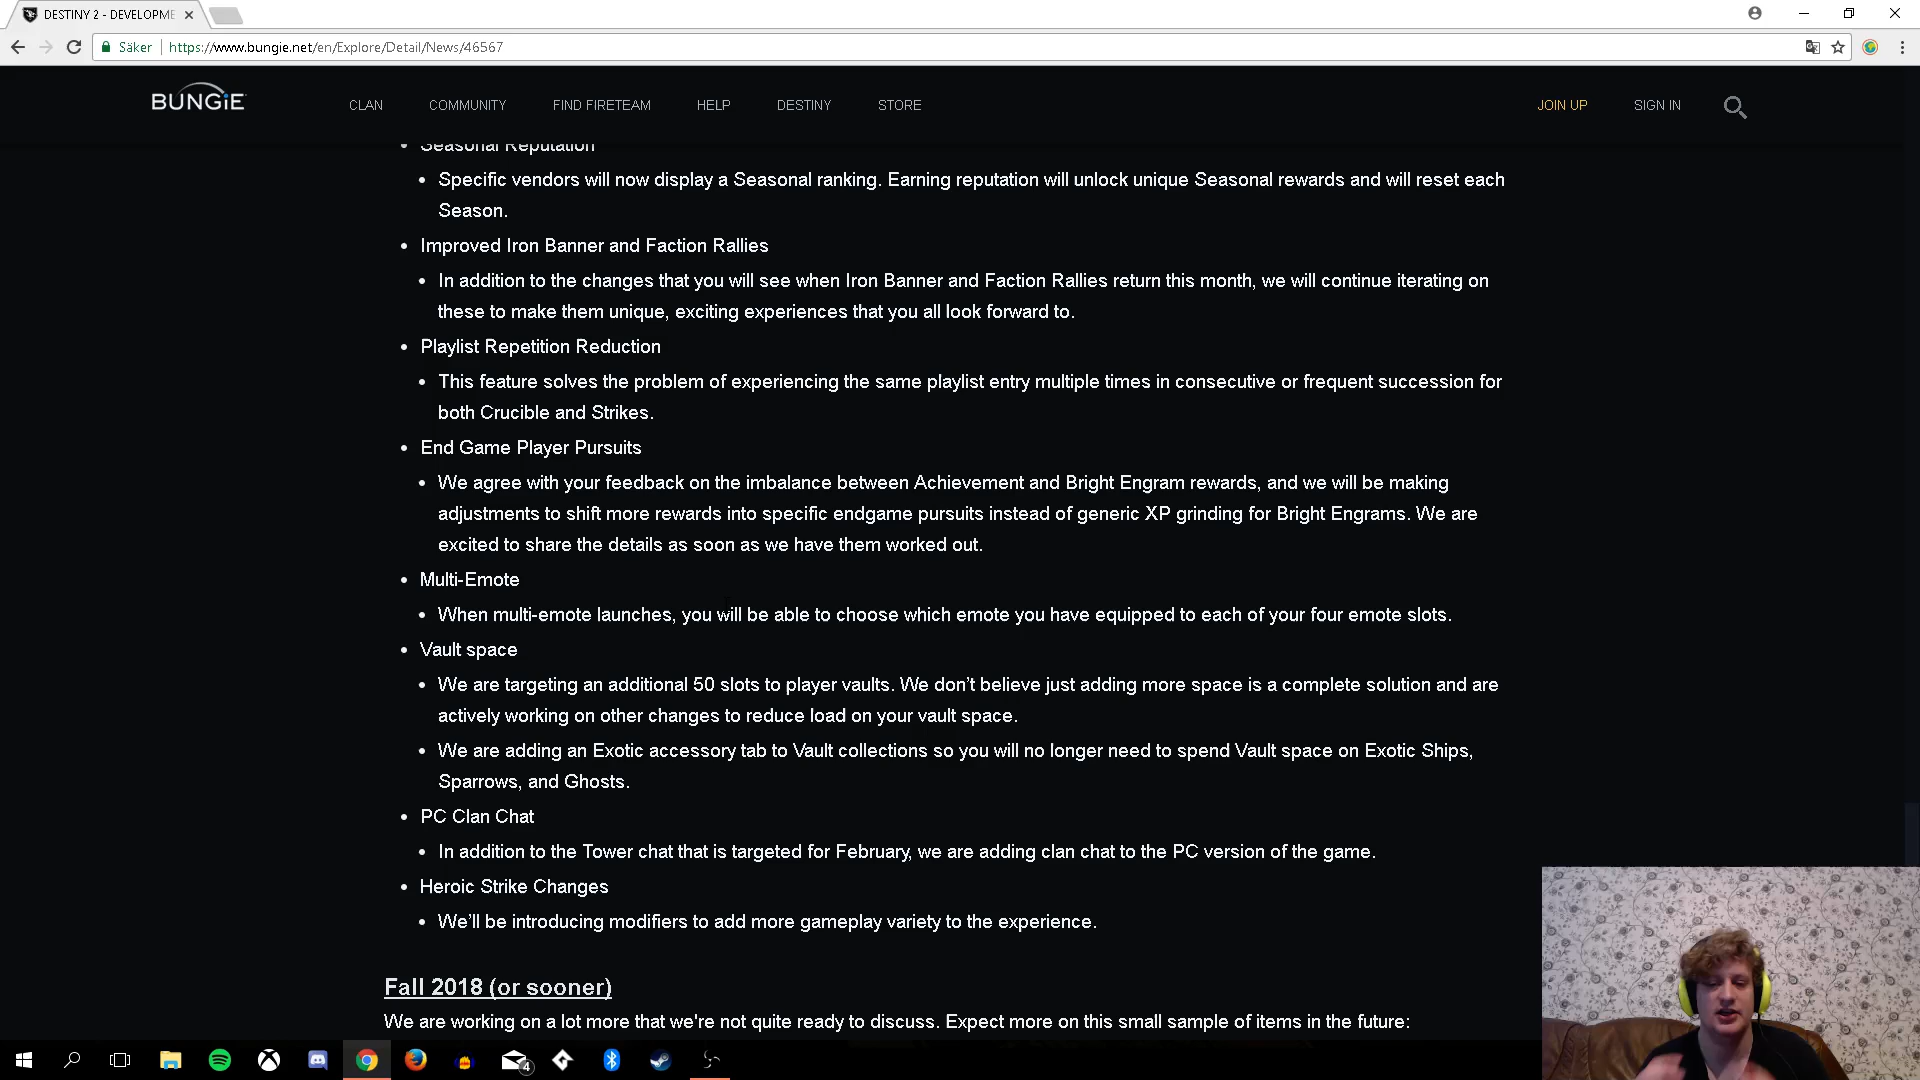 DESTINY 2 - DEVELOPME
Säker https://www.bungie.net/en/Explore/Detail/News/46567
BUNGiE CLAN COMMUNITY FIND FIRETEAM HELP DESTINY STORE JOIN UP SIGN IN
• Seasonal Reputation
• Specific vendors will now display a Seasonal ranking. Earning reputation will unlock unique Seasonal rewards and will reset each
Season.
• Improved Iron Banner and Faction Rallies
• In addition to the changes that you will see when Iron Banner and Faction Rallies return this month, we will continue iterating on
these to make them unique, exciting experiences that you all look forward to.
• Playlist Repetition Reduction
• This feature solves the problem of experiencing the same playlist entry multiple times in consecutive or frequent succession for
both Crucible and Strikes.
• End Game Player Pursuits
• We agree with your feedback on the imbalance between Achievement and Bright Engram rewards, and we will be making
adjustments to shift more rewards into specific endgame pursuits instead of generic XP grinding for Bright Engrams. We are
excited to share the details as soon as we have them worked out.
• Multi-Emote
• When multi-emote launches, you will be able to choose which emote you have equipped to each of your four emote slots.
• Vault space
• We are targeting an additional 50 slots to player vaults. We don’t believe just adding more space is a complete solution and are
actively working on other changes to reduce load on your vault space.
• We are adding an Exotic accessory tab to Vault collections so you will no longer need to spend Vault space on Exotic Ships,
Sparrows, and Ghosts.
• PC Clan Chat
• In addition to the Tower chat that is targeted for February, we are adding clan chat to the PC version of the game.
• Heroic Strike Changes
• We’ll be introducing modifiers to add more gameplay variety to the experience.
Fall 2018 (or sooner)
We are working on a lot more that we're not quite ready to discuss. Expect more on this small sample of items in the future:
4